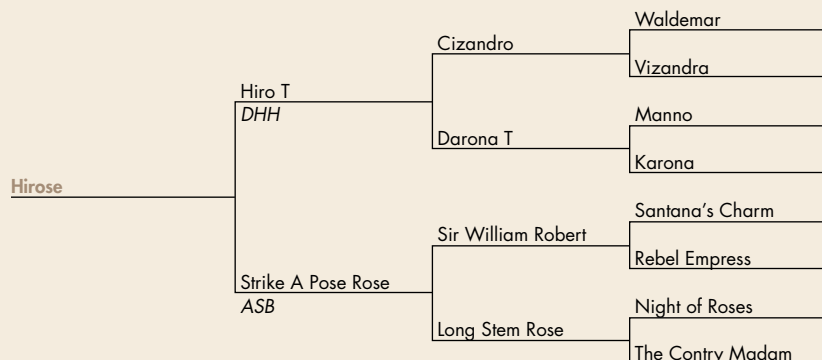 Waldemar
Cizandro
Vizandra
Hiro T
DHH
Manno
Darona T
Karona
Hirose
Santana's Charm
Sir William Robert
Rebel Empress
Strike A Pose Rose
ASB
Night of Roses
Long Stem Rose
The Contry Madam